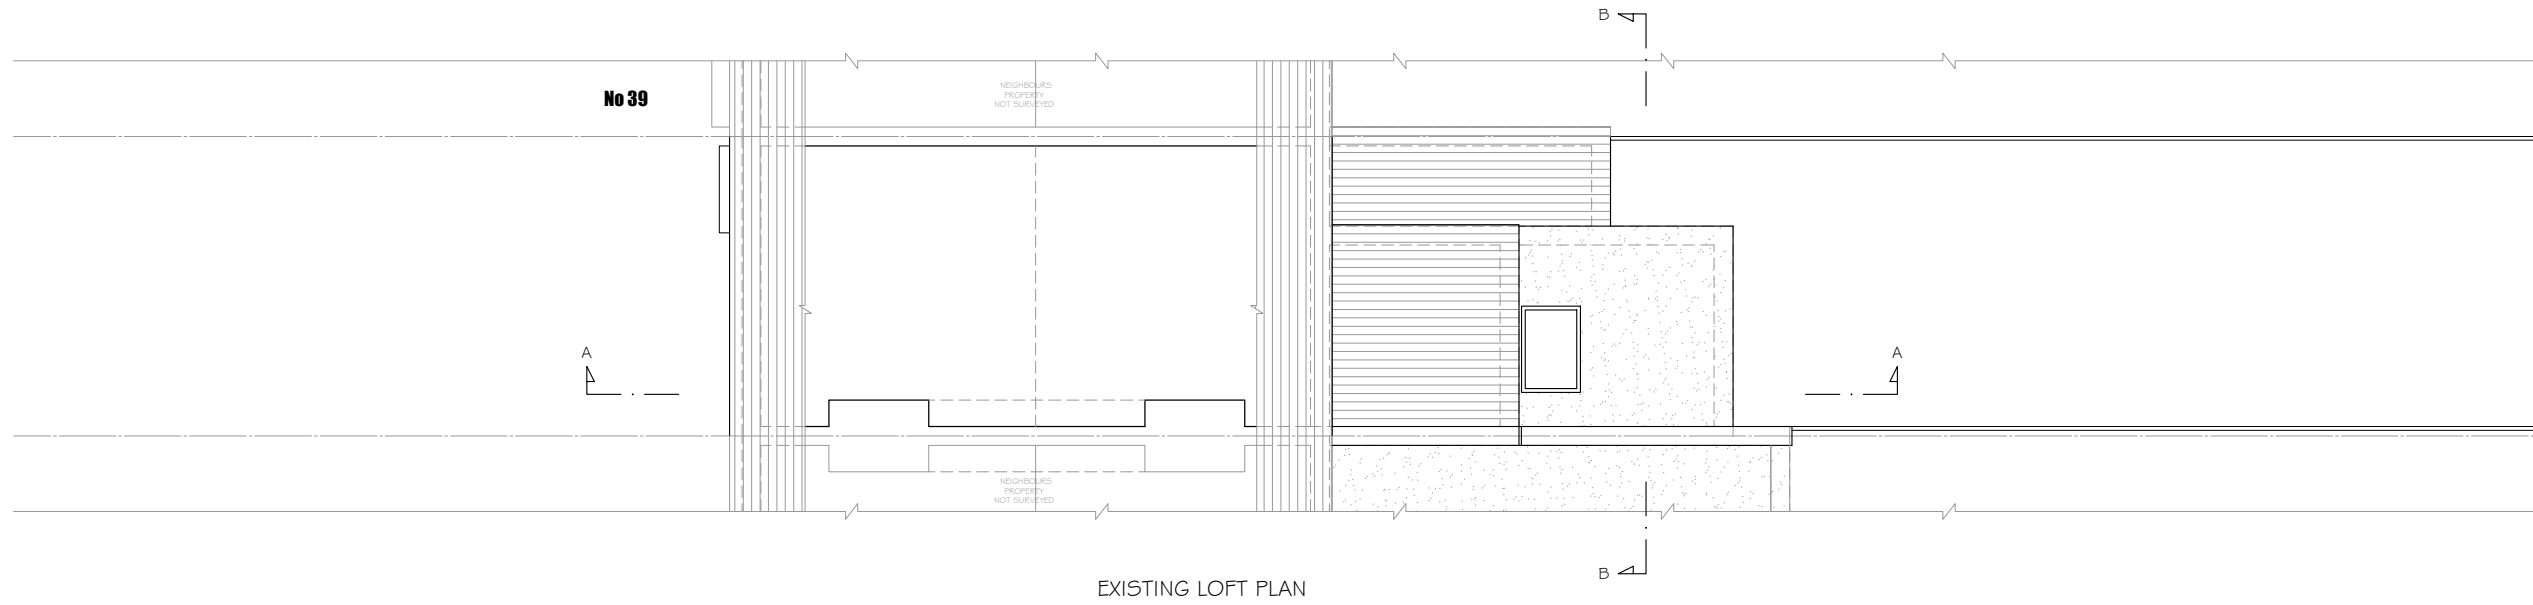 B
NEIGHBOURS
PROPERTY
NOT SURVEYED
No 39
A
A
NEIGHBOURS
PROPERTY
NOT SURVEYED
B
EXISTING LOFT PLAN